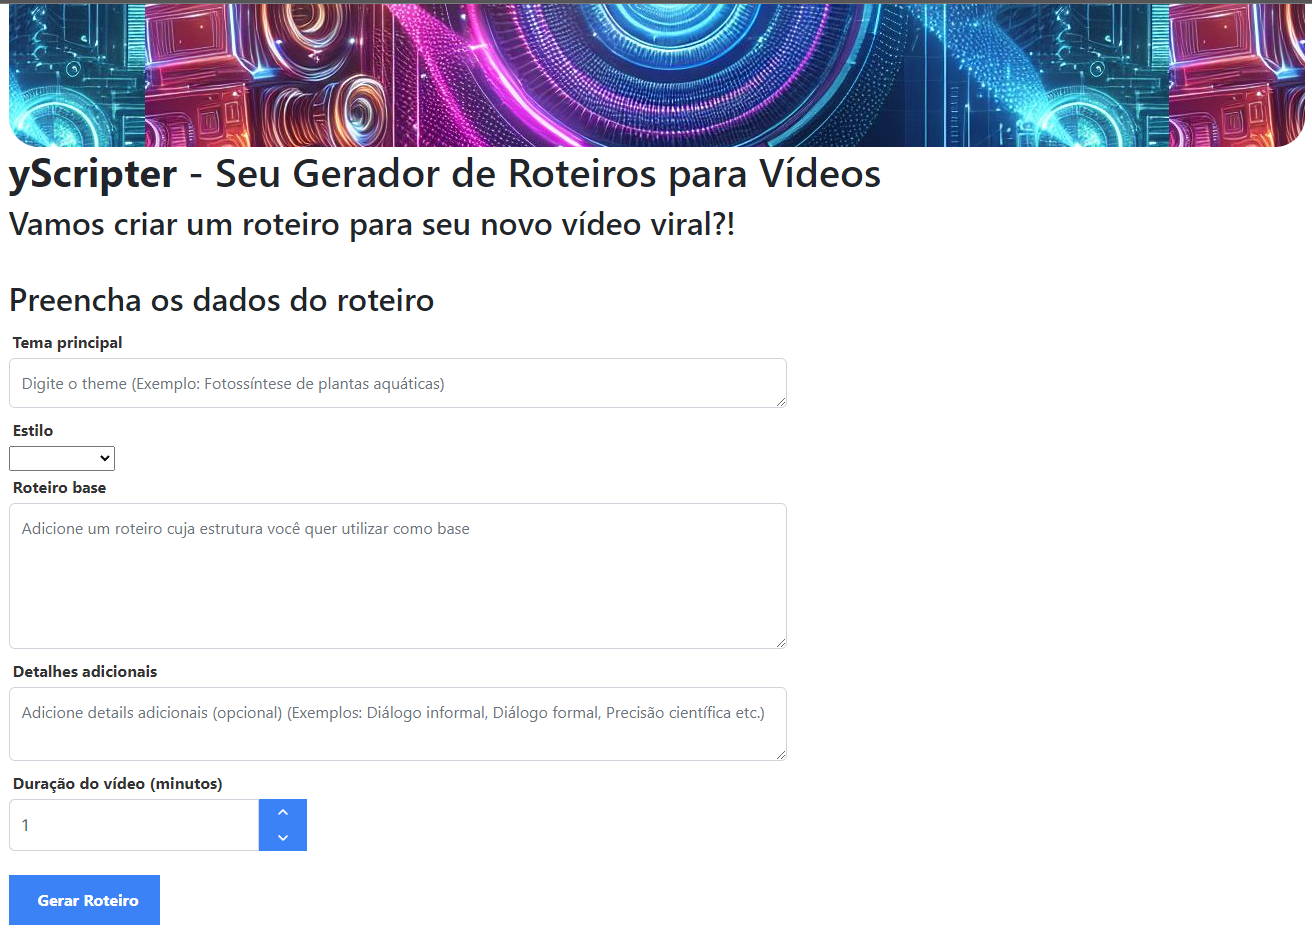 yScripter - Seu Gerador de Roteiros para Vídeos
Vamos criar um roteiro para seu novo vídeo viral?!
Preencha os dados do roteiro
Tema principal
Digite o theme (Exemplo: Fotossíntese de plantas aquáticas)
Estilo
Roteiro base
Adicione um roteiro cuja estrutura você quer utilizar como base
Detalhes adicionais
Adicione details adicionais (opcional) (Exemplos: Diálogo informal, Diálogo formal, Precisão científica etc.)
Duração do vídeo (minutos)
1
Gerar Roteiro